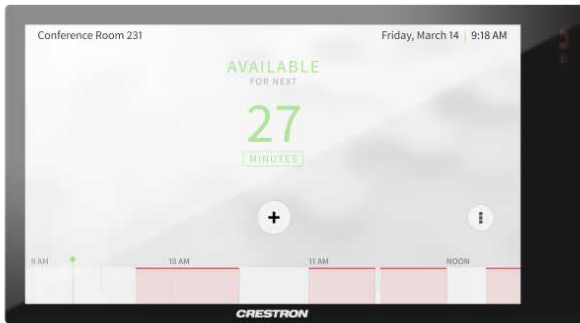 Conference Room 231
Friday, March 14 | 9:18 AM
AVAILABLE
FOR NEXT
27
MINUTES
+
9 AM 10 AM 11 AM NOON
CRESTRON